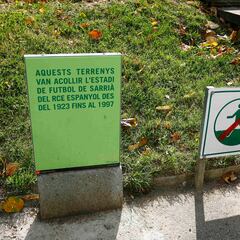 AQUESTS TERRENYS
VAN ACOLLIR L'ESTADI
DE FUTBOL DE SARRIÀ
DEL RCE ESPANYOL DES
DEL 1923 FINS AL 1997